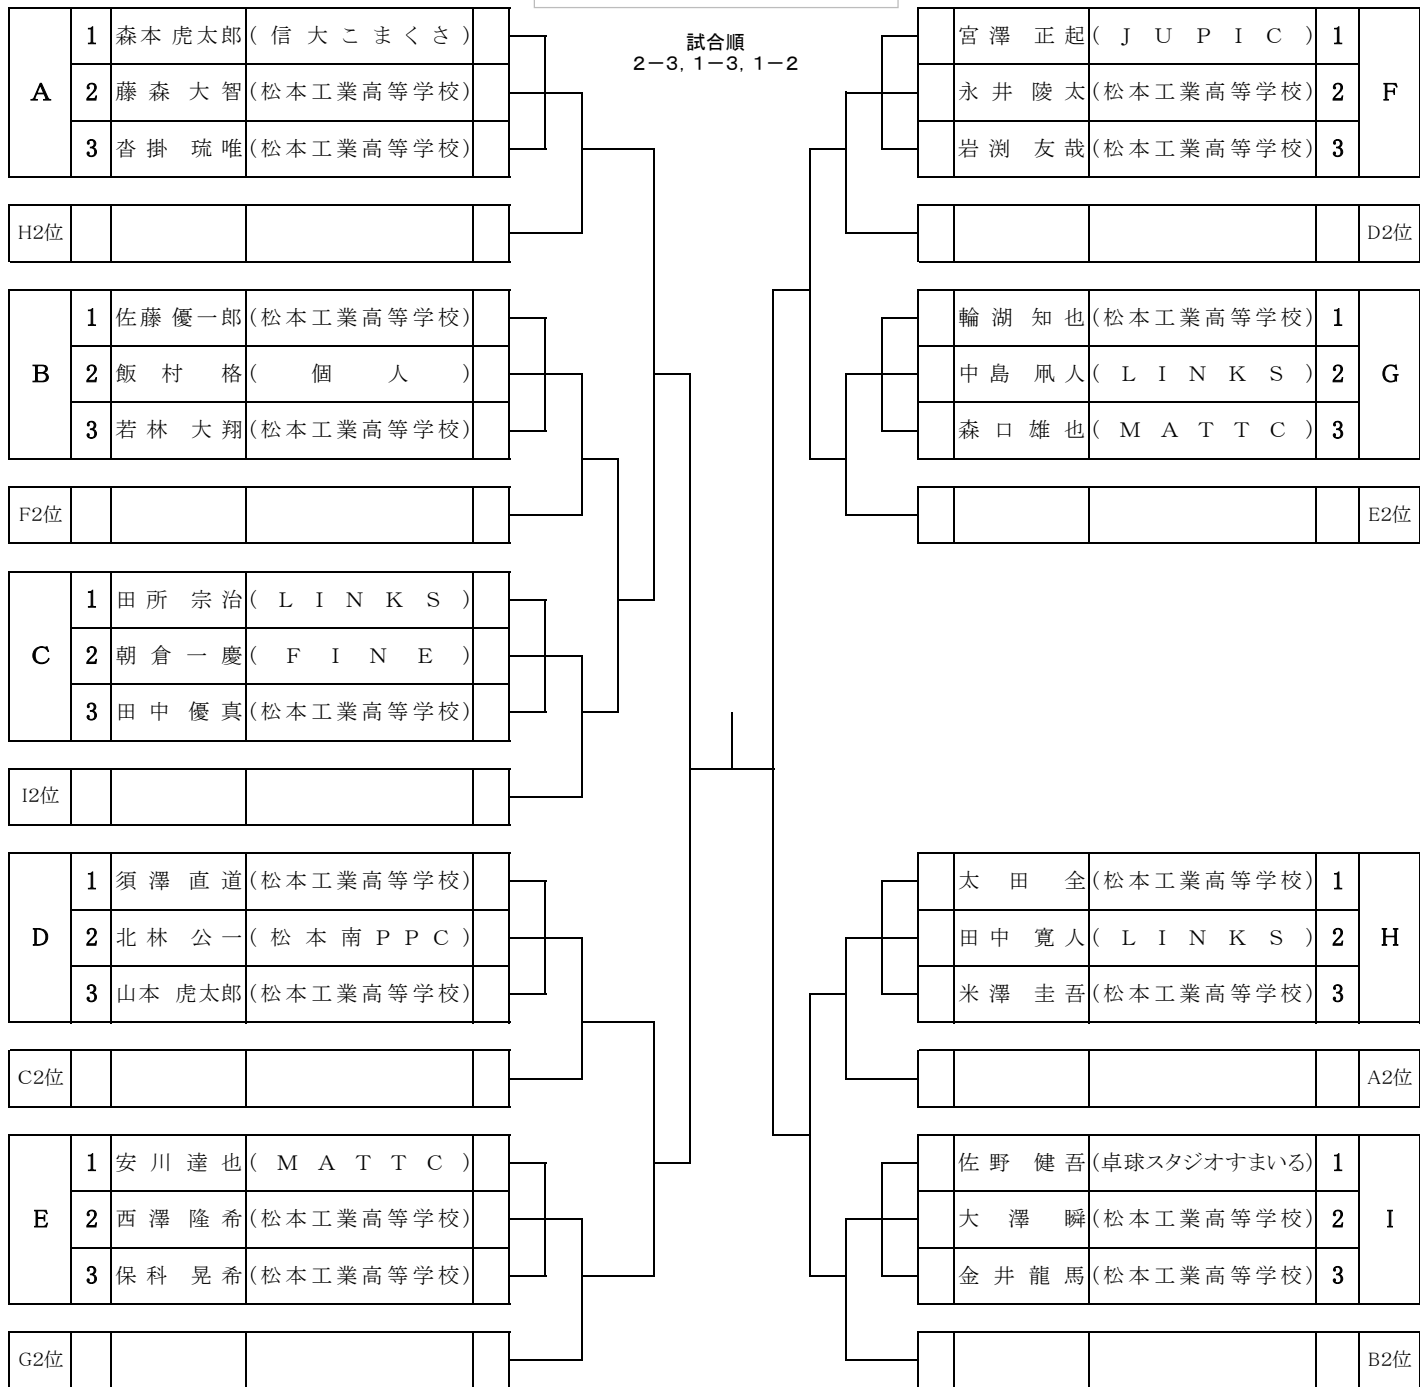 試合順
2−3, 1−3, 1−2
A
1 森本 虎太郎 (信大こまくさ)
2 藤森 大智 (松本工業高等学校)
3 沓掛 琉唯 (松本工業高等学校)
H2位
B
1 佐藤 優一郎 (松本工業高等学校)
2 飯村 格 (個人)
3 若林 大翔 (松本工業高等学校)
F2位
C
1 田所 宗治 (LINKS)
2 朝倉 一慶 (FINE)
3 田中 優真 (松本工業高等学校)
I2位
D
1 須澤 直道 (松本工業高等学校)
2 北林 公一 (松本南PPC)
3 山本 虎太郎 (松本工業高等学校)
C2位
E
1 安川 達也 (MATTC)
2 西澤 隆希 (松本工業高等学校)
3 保科 晃希 (松本工業高等学校)
G2位
宮澤 正起 (JUPIC) 1
永井 陵太 (松本工業高等学校) 2
岩渕 友哉 (松本工業高等学校) 3
F
D2位
輪湖 知也 (松本工業高等学校) 1
中島 凧人 (LINKS) 2
森口 雄也 (MATTC) 3
G
E2位
太田 全 (松本工業高等学校) 1
田中 寛人 (LINKS) 2
米澤 圭吾 (松本工業高等学校) 3
H
A2位
佐野 健吾 (卓球スタジオすまいる) 1
大澤 瞬 (松本工業高等学校) 2
金井 龍馬 (松本工業高等学校) 3
I
B2位